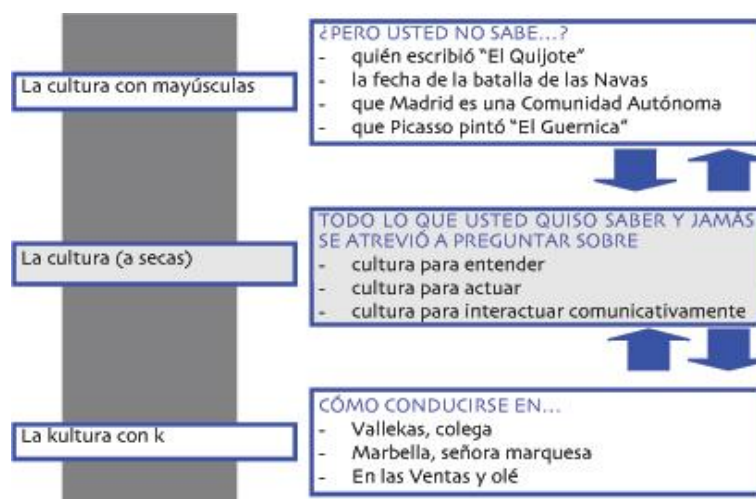 La cultura con mayúsculas
¿PERO USTED NO SABE...?
- quién escribió "El Quijote"
- la fecha de la batalla de las Navas
- que Madrid es una Comunidad Autónoma
- que Picasso pintó "El Guernica"
La cultura (a secas)
TODO LO QUE USTED QUISO SABER Y JAMÁS
SE ATREVIÓ A PREGUNTAR SOBRE
- cultura para entender
- cultura para actuar
- cultura para interactuar comunicativamente
La kultura con k
CÓMO CONDUCIRSE EN...
- Vallekas, colega
- Marbella, señora marquesa
- En las Ventas y olé